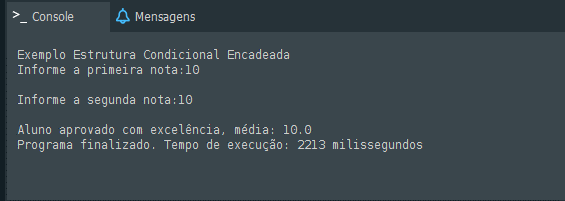 >_ Console
Mensagens
Exemplo Estrutura Condicional Encadeada
Informe a primeira nota:10
Informe a segunda nota:10
Aluno aprovado com excelência, média: 10.0
Programa finalizado. Tempo de execução: 2213 milissegundos